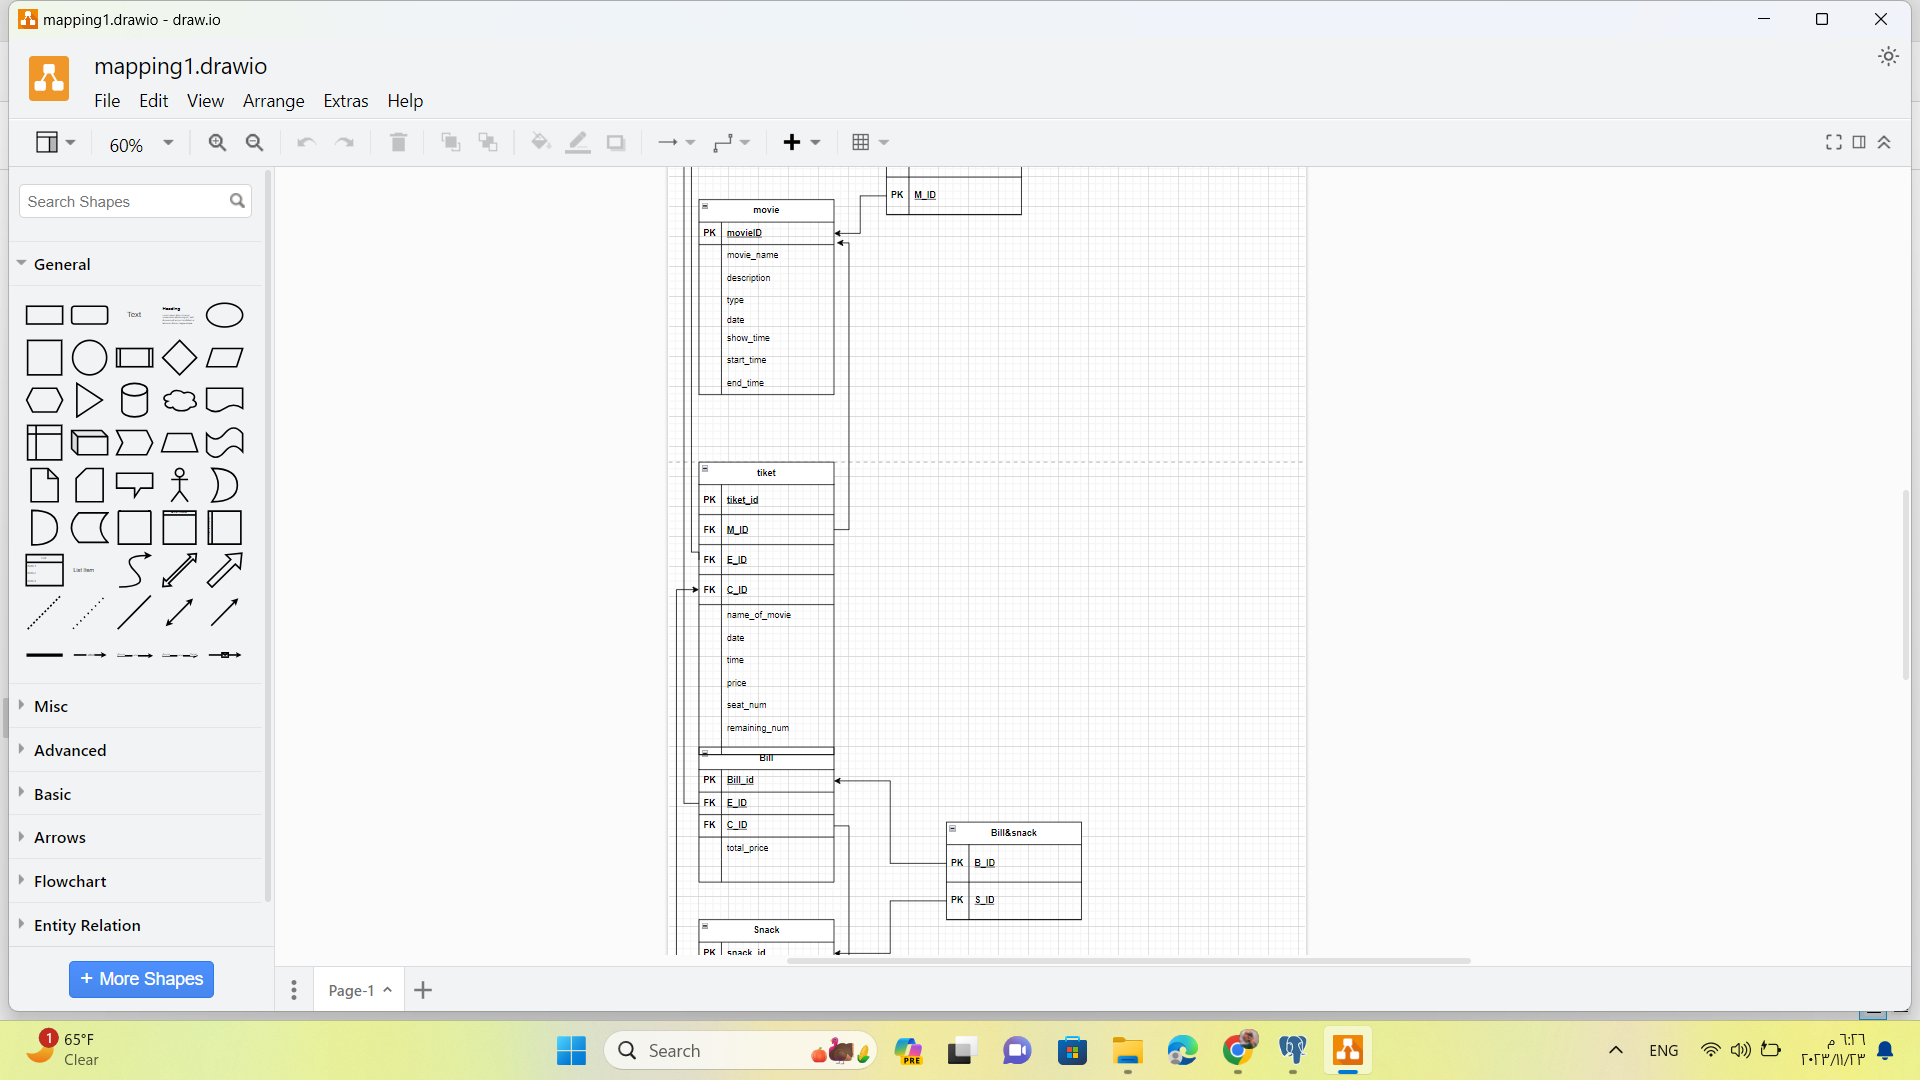 mapping1.drawio - draw.io
mapping1.drawio
File Edit View Arrange Extras Help
60%
Search Shapes
General
Text
Heading
List Item
Misc
Advanced
Basic
Arrows
Flowchart
Entity Relation
+ More Shapes
PK M_ID
movie
PK movieID
movie_name
description
type
date
show_time
start_time
end_time
tiket
PK tiket_id
FK M_ID
FK E_ID
FK C_ID
name_of_movie
date
time
price
seat_num
remaining_num
Bill
PK Bill_id
FK E_ID
FK C_ID
total_price
Bill&snack
PK B_ID
PK S_ID
Snack
PK snack_id
Page-1
1
65°F
Clear
Search
PRE
ENG
٦:٢٦ م
٢٠٢٣/١١/٢٣